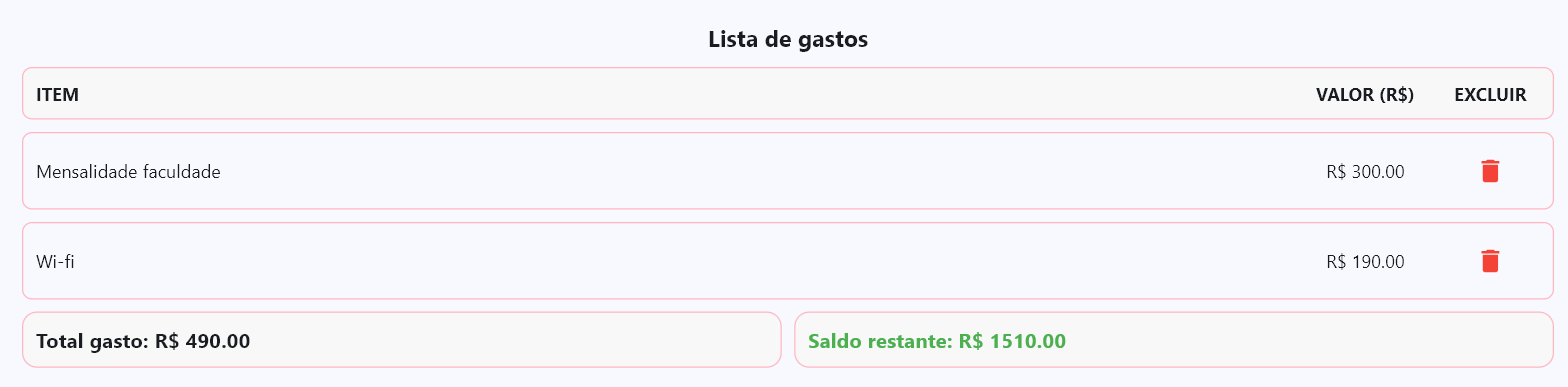 Lista de gastos
ITEM VALOR (R$) EXCLUIR
Mensalidade faculdade R$ 300.00
Wi-fi R$ 190.00
Total gasto: R$ 490.00 Saldo restante: R$ 1510.00